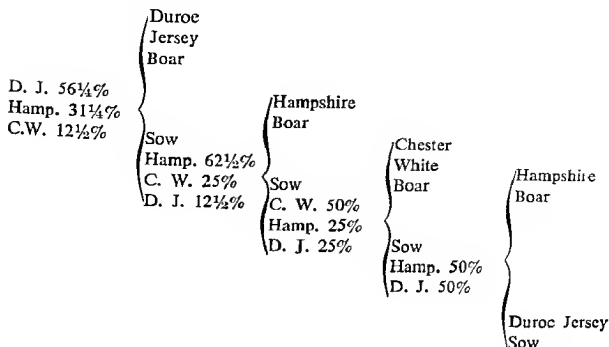 Duroc
Jersey
Boar
D. J. 56¼%
Hamp. 31¼%
C.W. 12½%
Sow
Hamp. 62½%
C. W. 25%
D. J. 12½%
Hampshire
Boar
Sow
C. W. 50%
Hamp. 25%
D. J. 25%
Chester
White
Boar
Sow
Hamp. 50%
D. J. 50%
Hampshire
Boar
Duroc Jersey
Sow